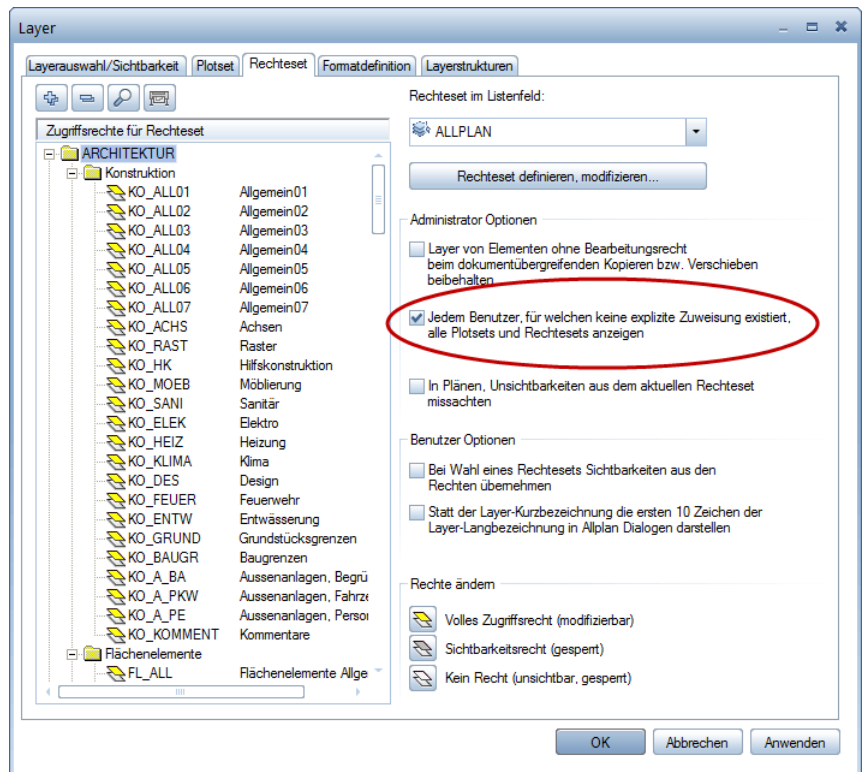 Layer
Layerauswahl/Sichtbarkeit Plotset Rechteset Formatdefinition Layerstrukturen
Zugriffsrechte für Rechteset
ARCHITEKTUR
Konstruktion
KO_ALL01 Allgemein01
KO_ALL02 Allgemein02
KO_ALL03 Allgemein03
KO_ALL04 Allgemein04
KO_ALL05 Allgemein05
KO_ALL06 Allgemein06
KO_ALL07 Allgemein07
KO_ACHS Achsen
KO_RAST Raster
KO_HK Hilfskonstruktion
KO_MOEB Möblierung
KO_SANI Sanitär
KO_ELEK Elektro
KO_HEIZ Heizung
KO_KLIMA Klima
KO_DES Design
KO_FEUER Feuerwehr
KO_ENTW Entwässerung
KO_GRUND Grundstücksgrenzen
KO_BAUGR Baugrenzen
KO_A_BA Aussenanlagen, Begrü
KO_A_PKW Aussenanlagen, Fahrze
KO_A_PE Aussenanlagen, Person
KO_KOMMENT Kommentare
Flächenelemente
FL_ALL Flächenelemente Allge
Rechteset im Listenfeld:
ALLPLAN
Rechteset definieren, modifizieren...
Administrator Optionen
Layer von Elementen ohne Bearbeitungsrecht
beim dokumentübergreifenden Kopieren bzw. Verschieben
beibehalten
Jedem Benutzer, für welchen keine explizite Zuweisung existiert,
alle Plotsets und Rechtesets anzeigen
In Plänen, Unsichtbarkeiten aus dem aktuellen Rechteset
missachten
Benutzer Optionen
Bei Wahl eines Rechtesets Sichtbarkeiten aus den
Rechten übernehmen
Statt der Layer-Kurzbezeichnung die ersten 10 Zeichen der
Layer-Langbezeichnung in Allplan Dialogen darstellen
Rechte ändern
Volles Zugriffsrecht (modifizierbar)
Sichtbarkeitsrecht (gesperrt)
Kein Recht (unsichtbar, gesperrt)
OK Abbrechen Anwenden